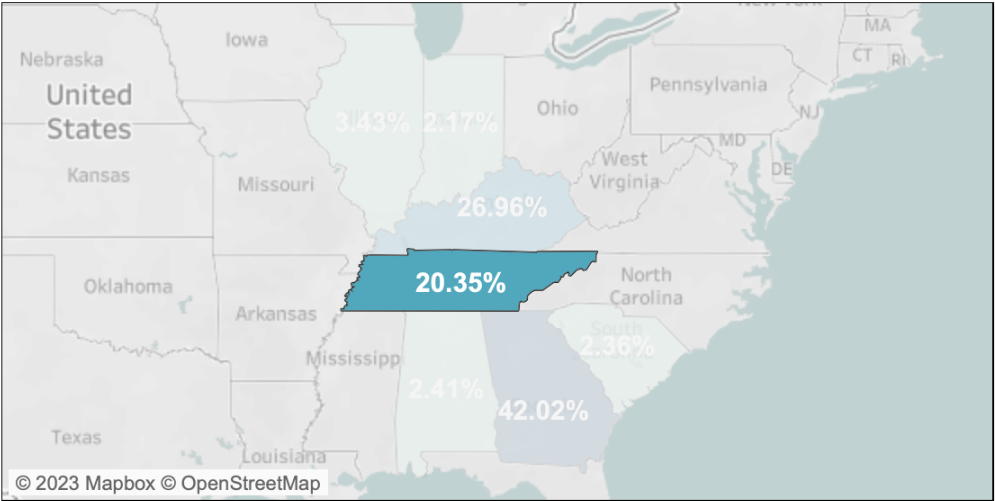 New York
Iowa
MA
Nebraska
CT
RI
Pennsylvania
United
States
Ohio
NJ
3.43%
2.17%
MD
West
Virginia
DE
Kansas
Missouri
26.96%
20.35%
North
Carolina
Oklahoma
Arkansas
South
2.36%
Mississippi
2.41%
42.02%
Texas
Louisiana
© 2023 Mapbox © OpenStreetMap